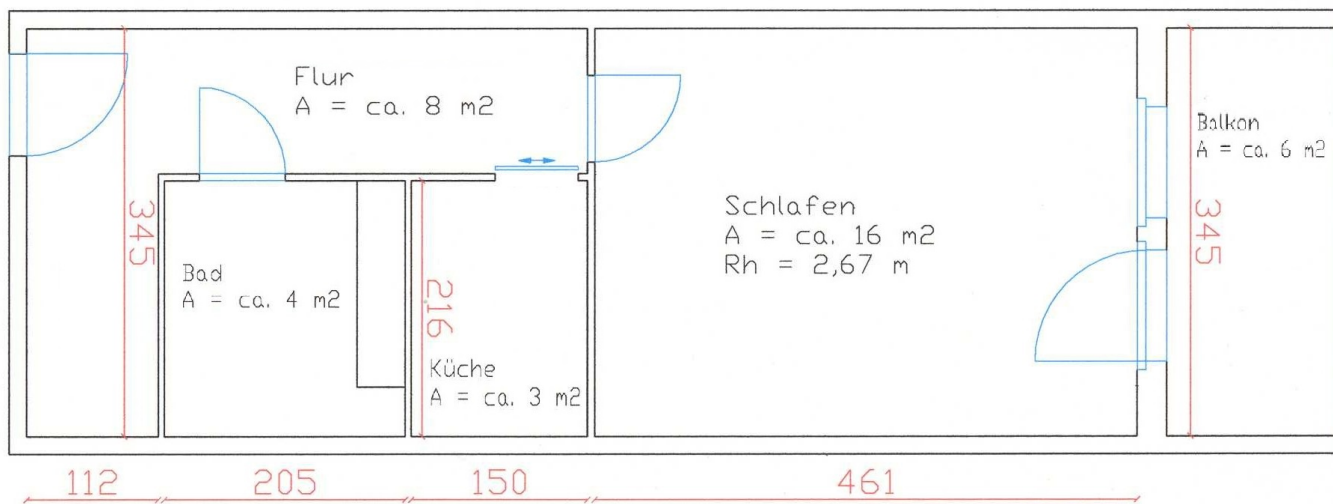 Flur
A = ca. 8 m2
Balkon
A = ca. 6 m2
345
Schlafen
A = ca. 16 m2
Rh = 2,67 m
345
Bad
A = ca. 4 m2
216
Küche
A = ca. 3 m2
112
205
150
461